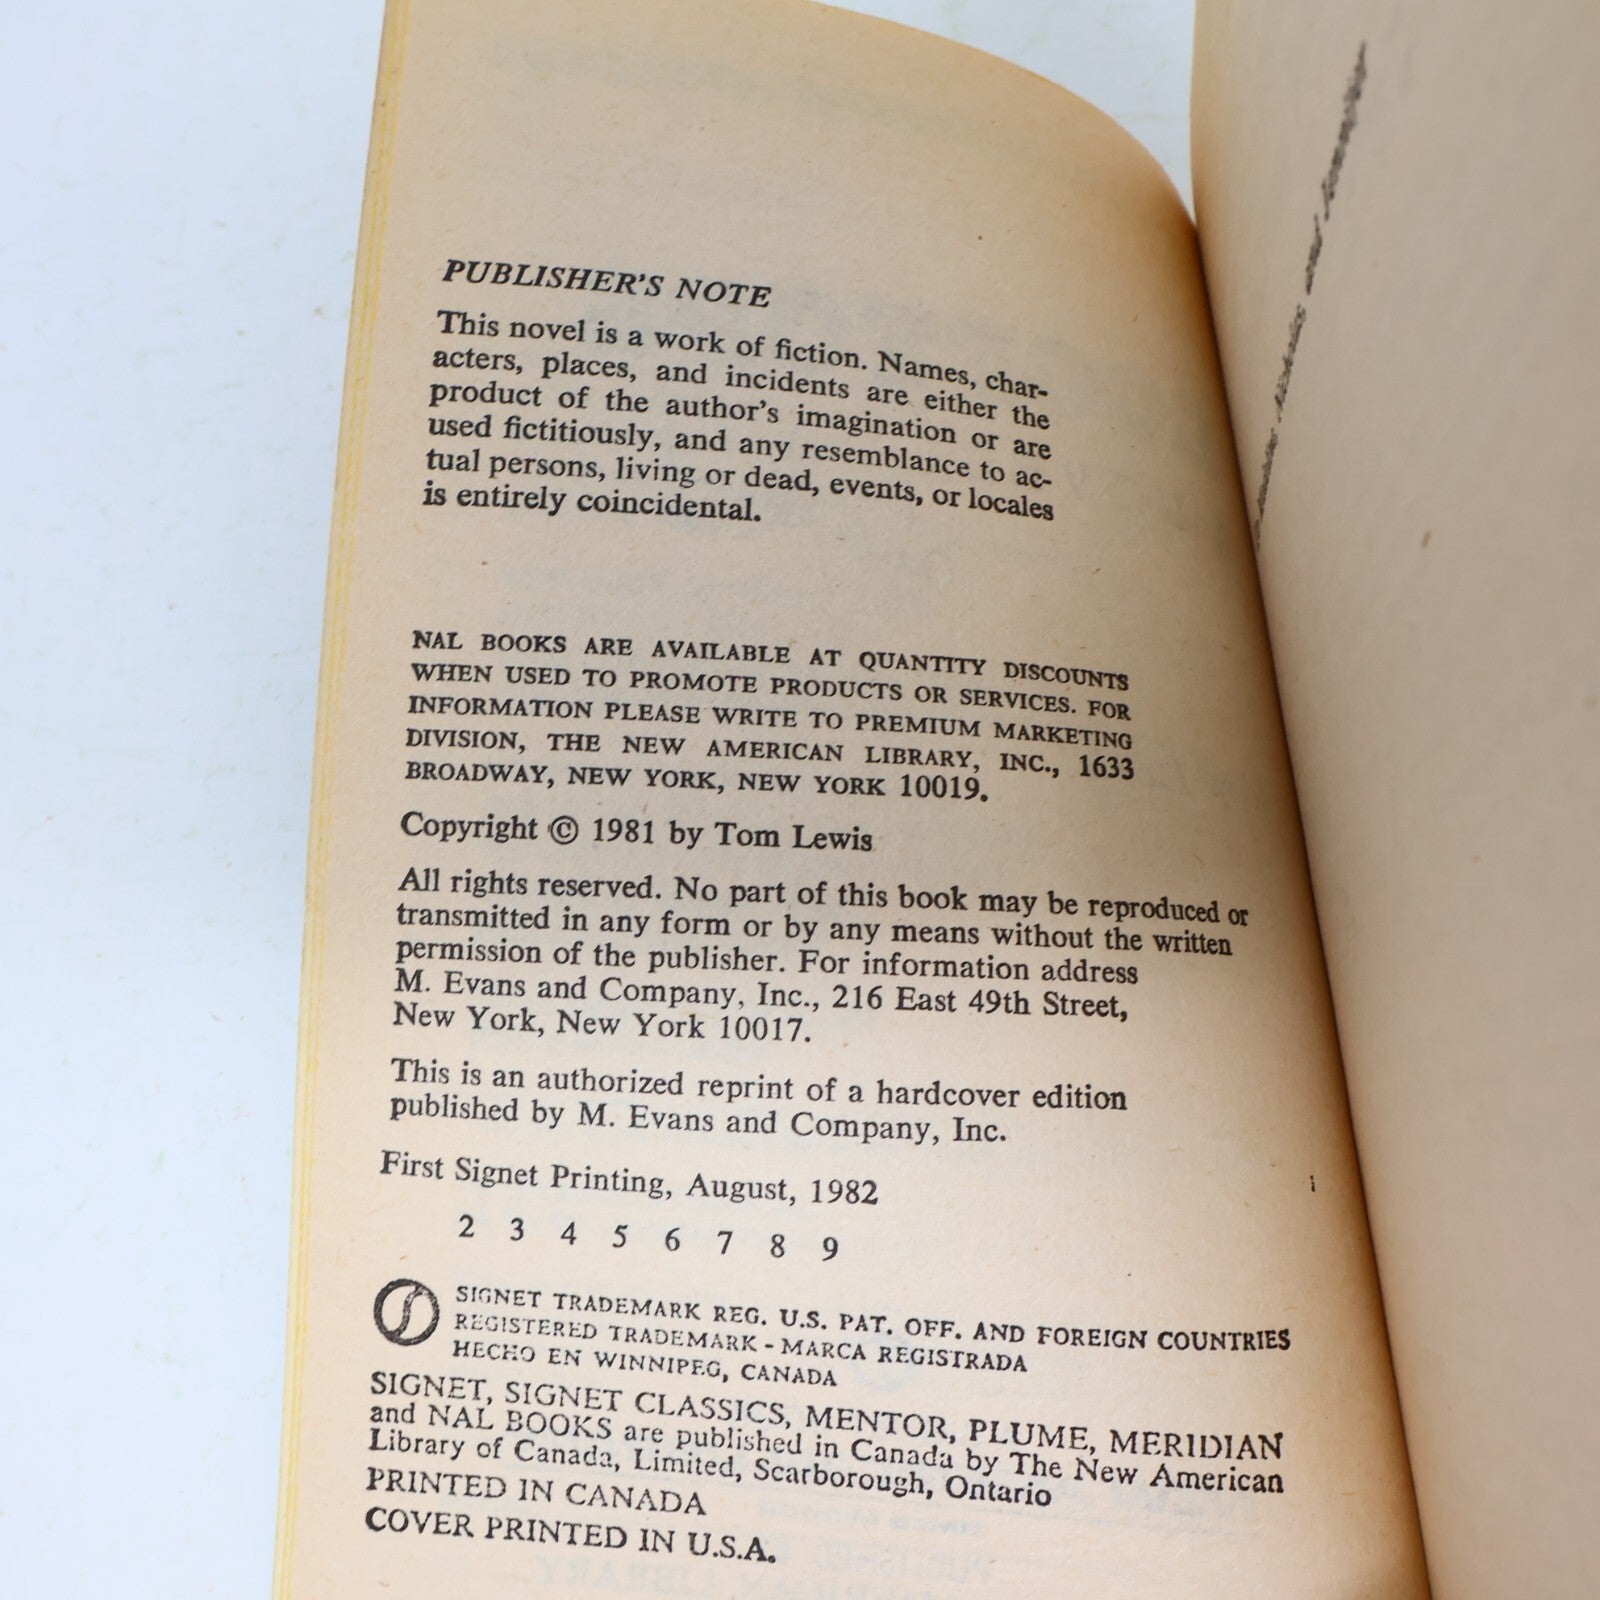 PUBLISHER'S NOTE
This novel is a work of fiction. Names, char-
acters, places, and incidents are either the
product of the author's imagination or are
used fictitiously, and any resemblance to ac-
tual persons, living or dead, events, or locales
is entirely coincidental.
NAL BOOKS ARE AVAILABLE AT QUANTITY DISCOUNTS
WHEN USED TO PROMOTE PRODUCTS OR SERVICES. FOR
INFORMATION PLEASE WRITE TO PREMIUM MARKETING
DIVISION, THE NEW AMERICAN LIBRARY, INC., 1633
BROADWAY, NEW YORK, NEW YORK 10019.
Copyright © 1981 by Tom Lewis
All rights reserved. No part of this book may be reproduced or
transmitted in any form or by any means without the written
permission of the publisher. For information address
M. Evans and Company, Inc., 216 East 49th Street,
New York, New York 10017.
This is an authorized reprint of a hardcover edition
published by M. Evans and Company, Inc.
First Signet Printing, August, 1982
2 3 4 5 6 7 8 9
SIGNET TRADEMARK REG. U.S. PAT. OFF. AND FOREIGN COUNTRIES
REGISTERED TRADEMARK - MARCA REGISTRADA
HECHO EN WINNIPEG, CANADA
SIGNET, SIGNET CLASSICS, MENTOR, PLUME, MERIDIAN
and NAL BOOKS are published in Canada by The New American
Library of Canada, Limited, Scarborough, Ontario
PRINTED IN CANADA
COVER PRINTED IN U.S.A.